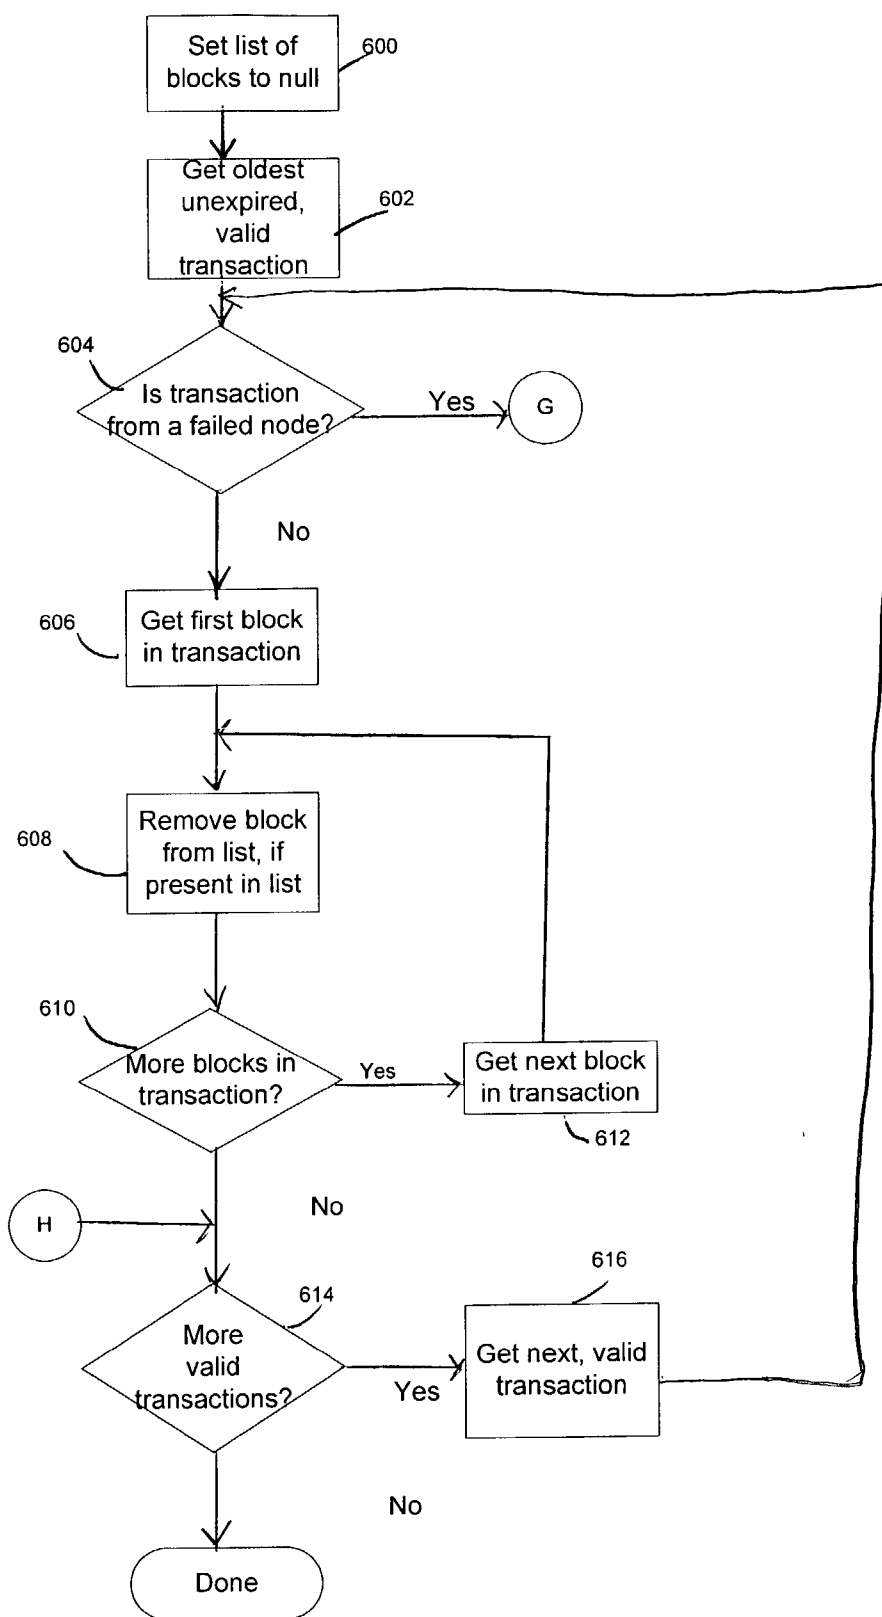 Set list of
blocks to null
600
Get oldest
unexpired,
valid
transaction
602
604
Is transaction
from a failed node?
Yes
G
No
606
Get first block
in transaction
608
Remove block
from list, if
present in list
610
More blocks in
transaction?
Yes
Get next block
in transaction
612
No
H
614
More
valid
transactions?
Yes
616
Get next, valid
transaction
No
Done